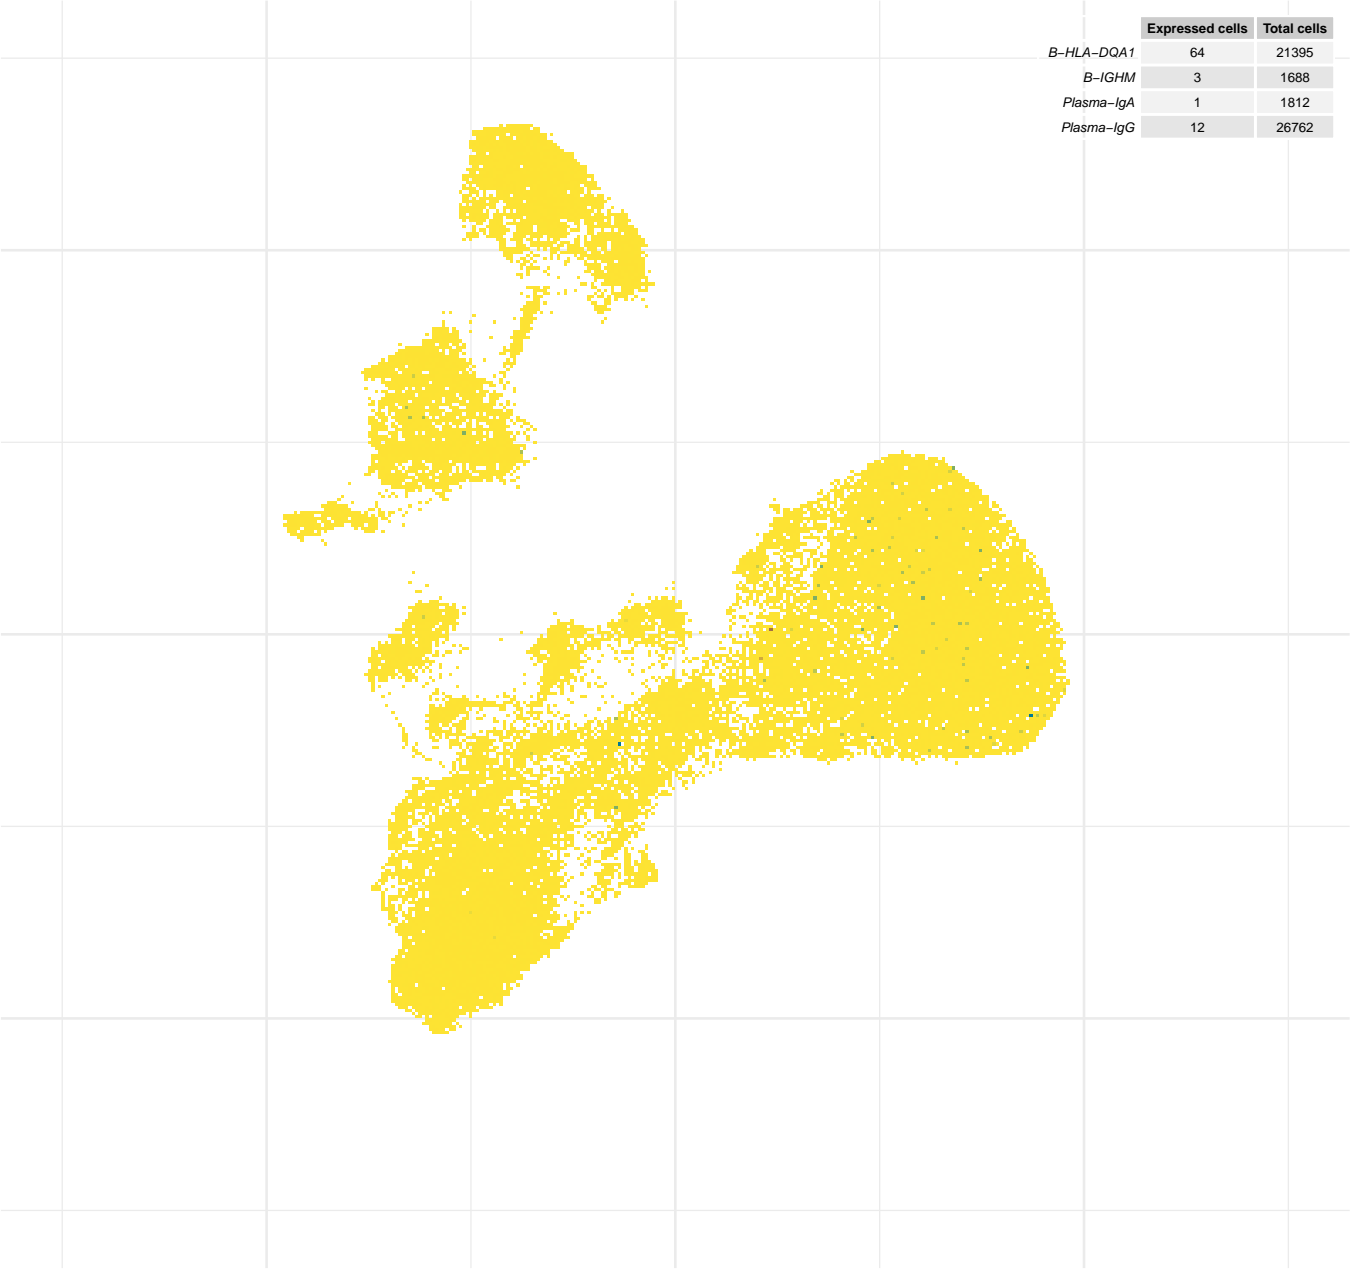 Expressed cells Total cells
B−HLA−DQA1 64 21395
B−IGHM 3 1688
Plasma−IgA 1 1812
Plasma−IgG 12 26762